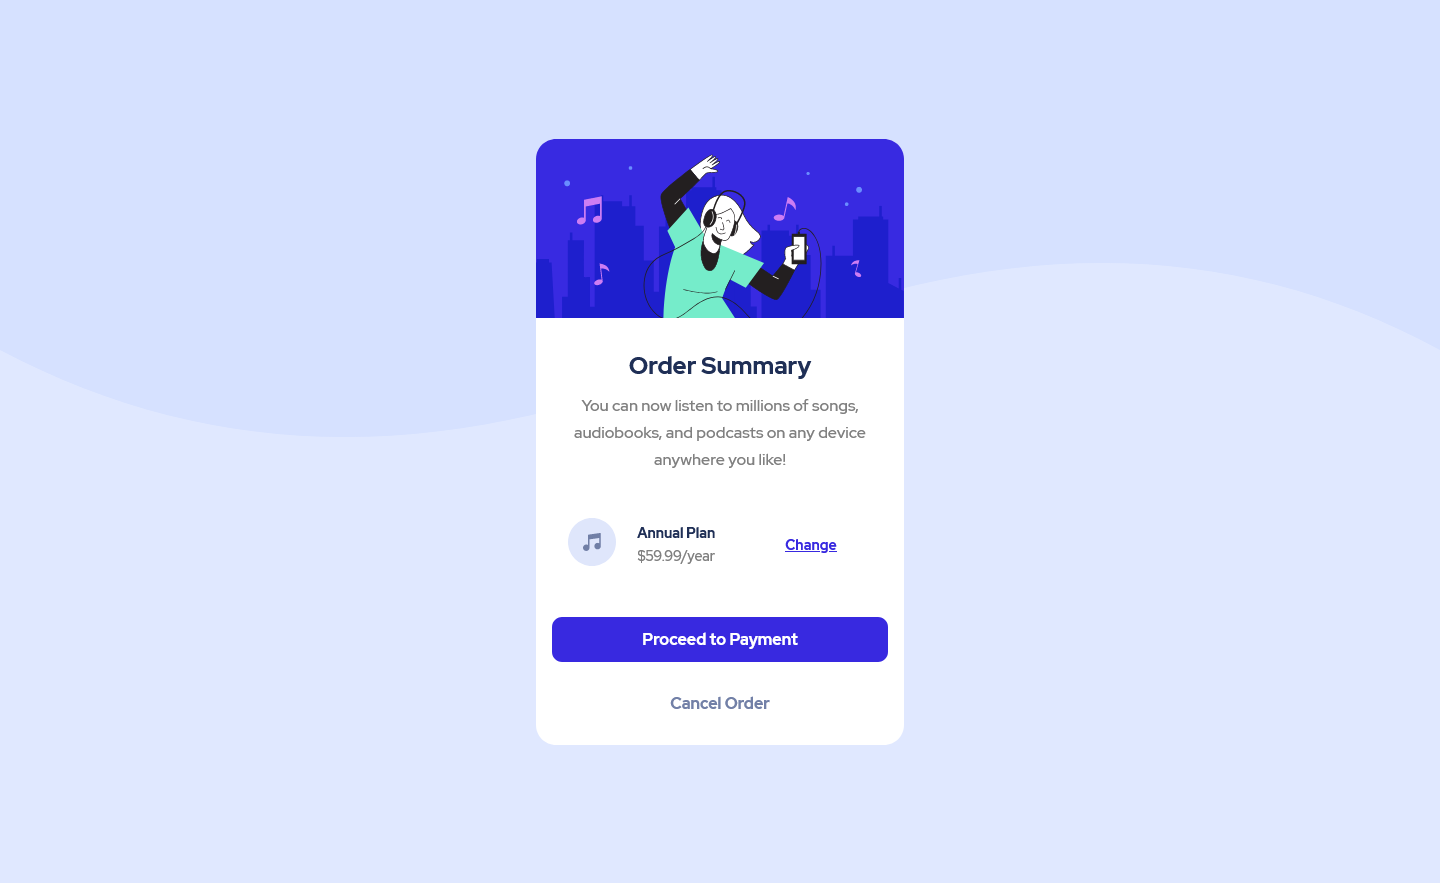 Order Summary
You can now listen to millions of songs,
audiobooks, and podcasts on any device
anywhere you like!
Annual Plan
$59.99/year
Change
Proceed to Payment
Cancel Order